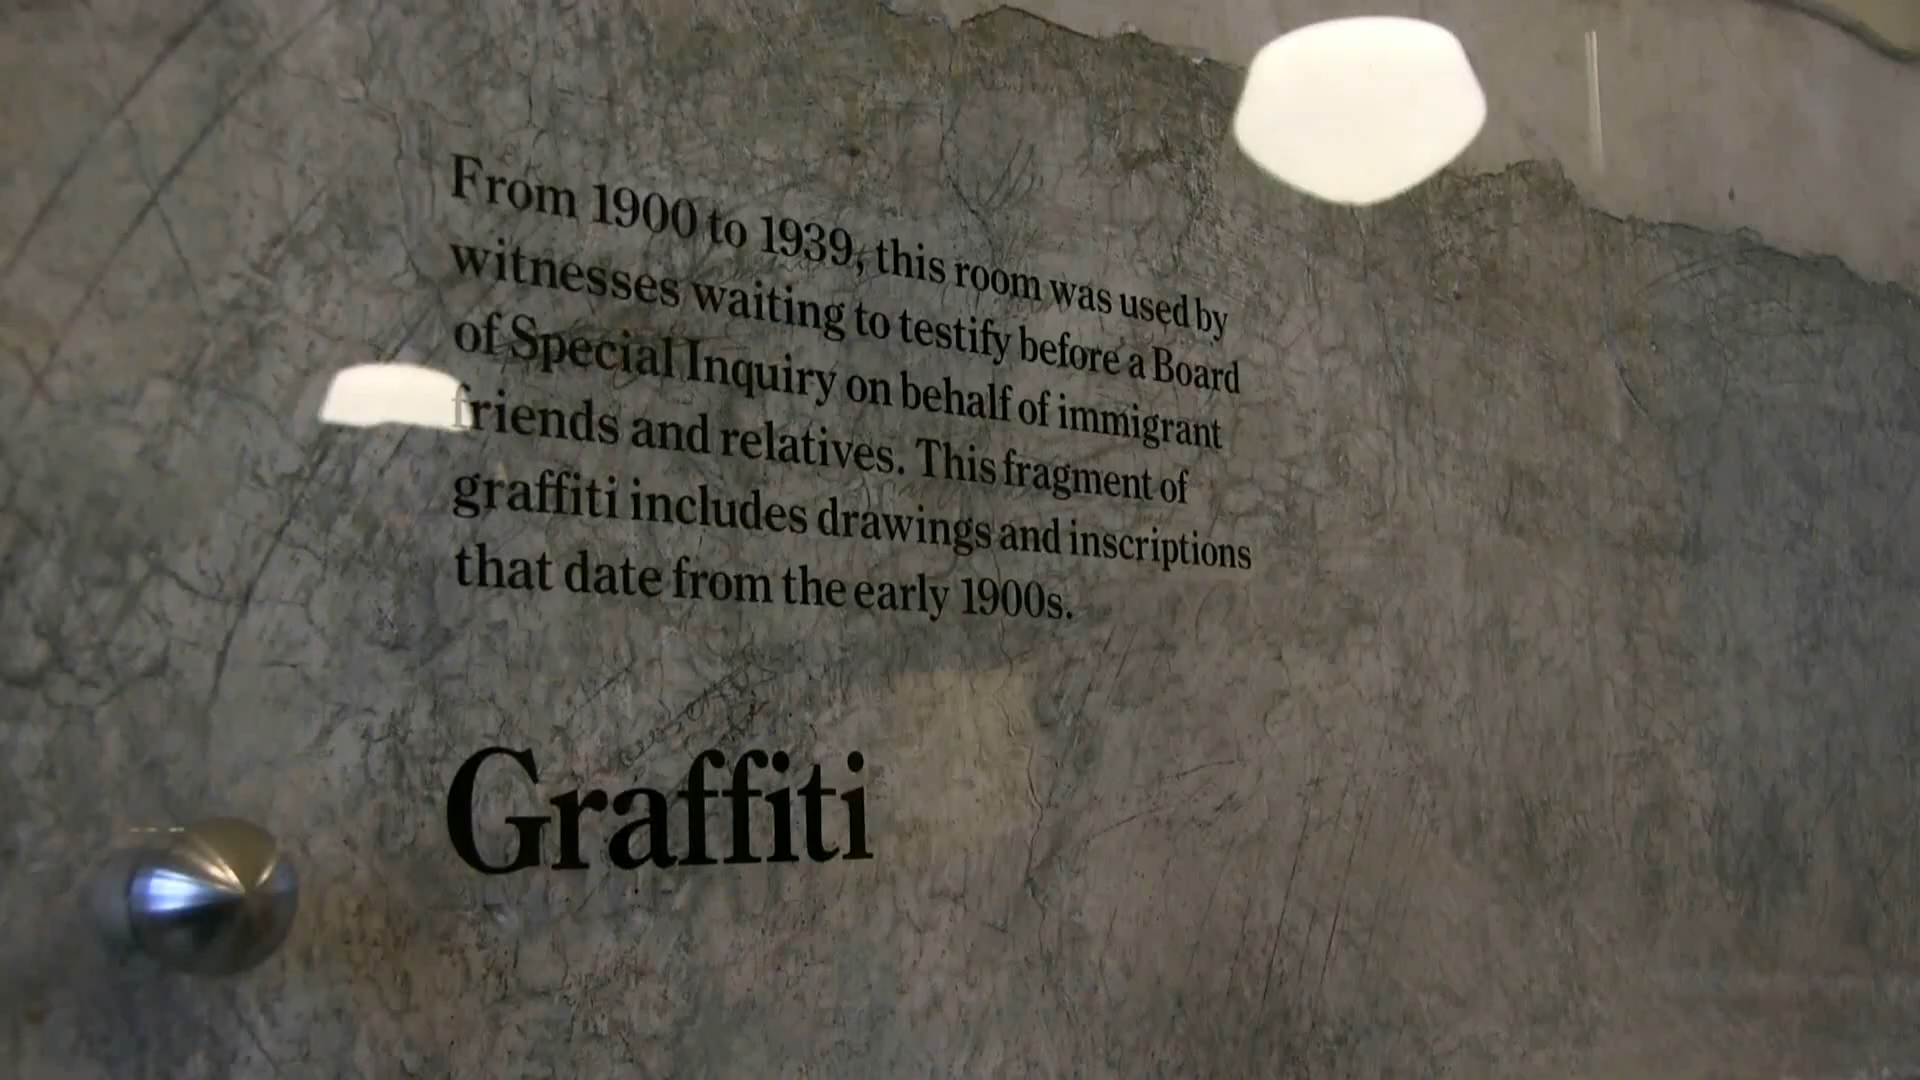 From 1900 to 1939, this room was used by
witnesses waiting to testify before a Board
of Special Inquiry on behalf of immigrant
friends and relatives. This fragment of
graffiti includes drawings and inscriptions
that date from the early 1900s.
Graffiti